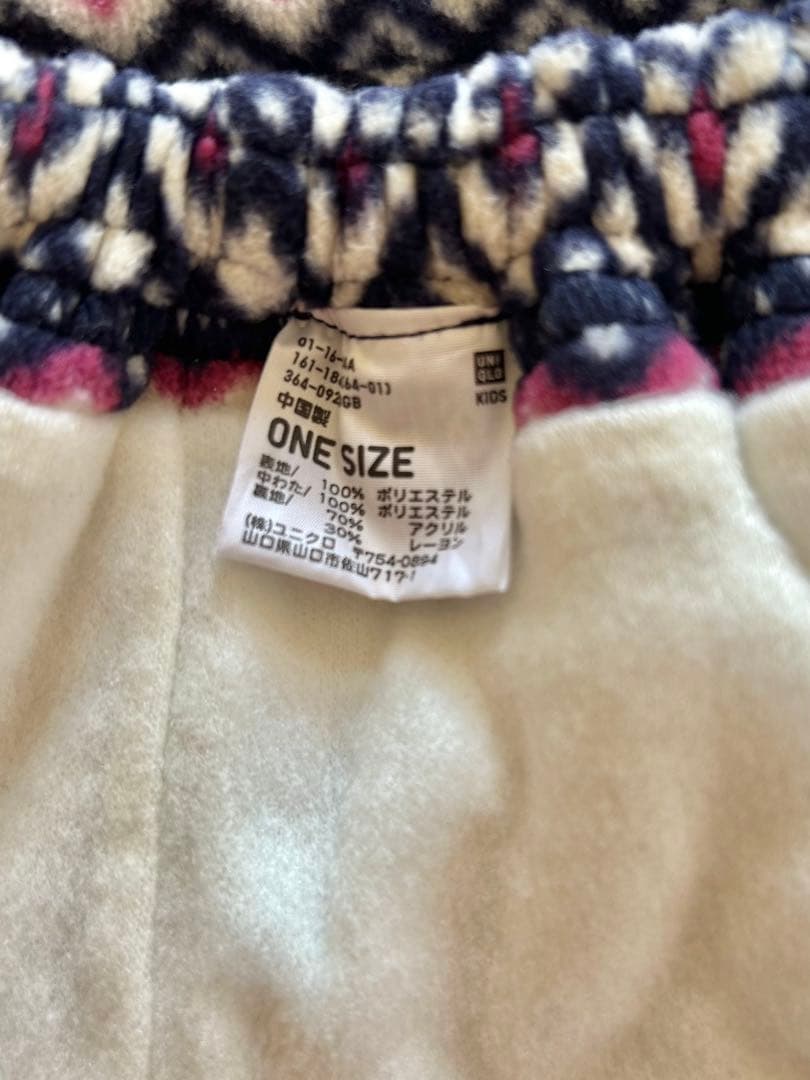 01-16-AA
161-18(64-01)
364-092GB
中国製
ONE SIZE
表地/ 100% ポリエステル
中わた/ 100% ポリエステル
裏地/ 70% アクリル
30% レーヨン
(株)ユニクロ 〒754-0894
山口県山口市佐山717-1
UNI
QLO
KIDS